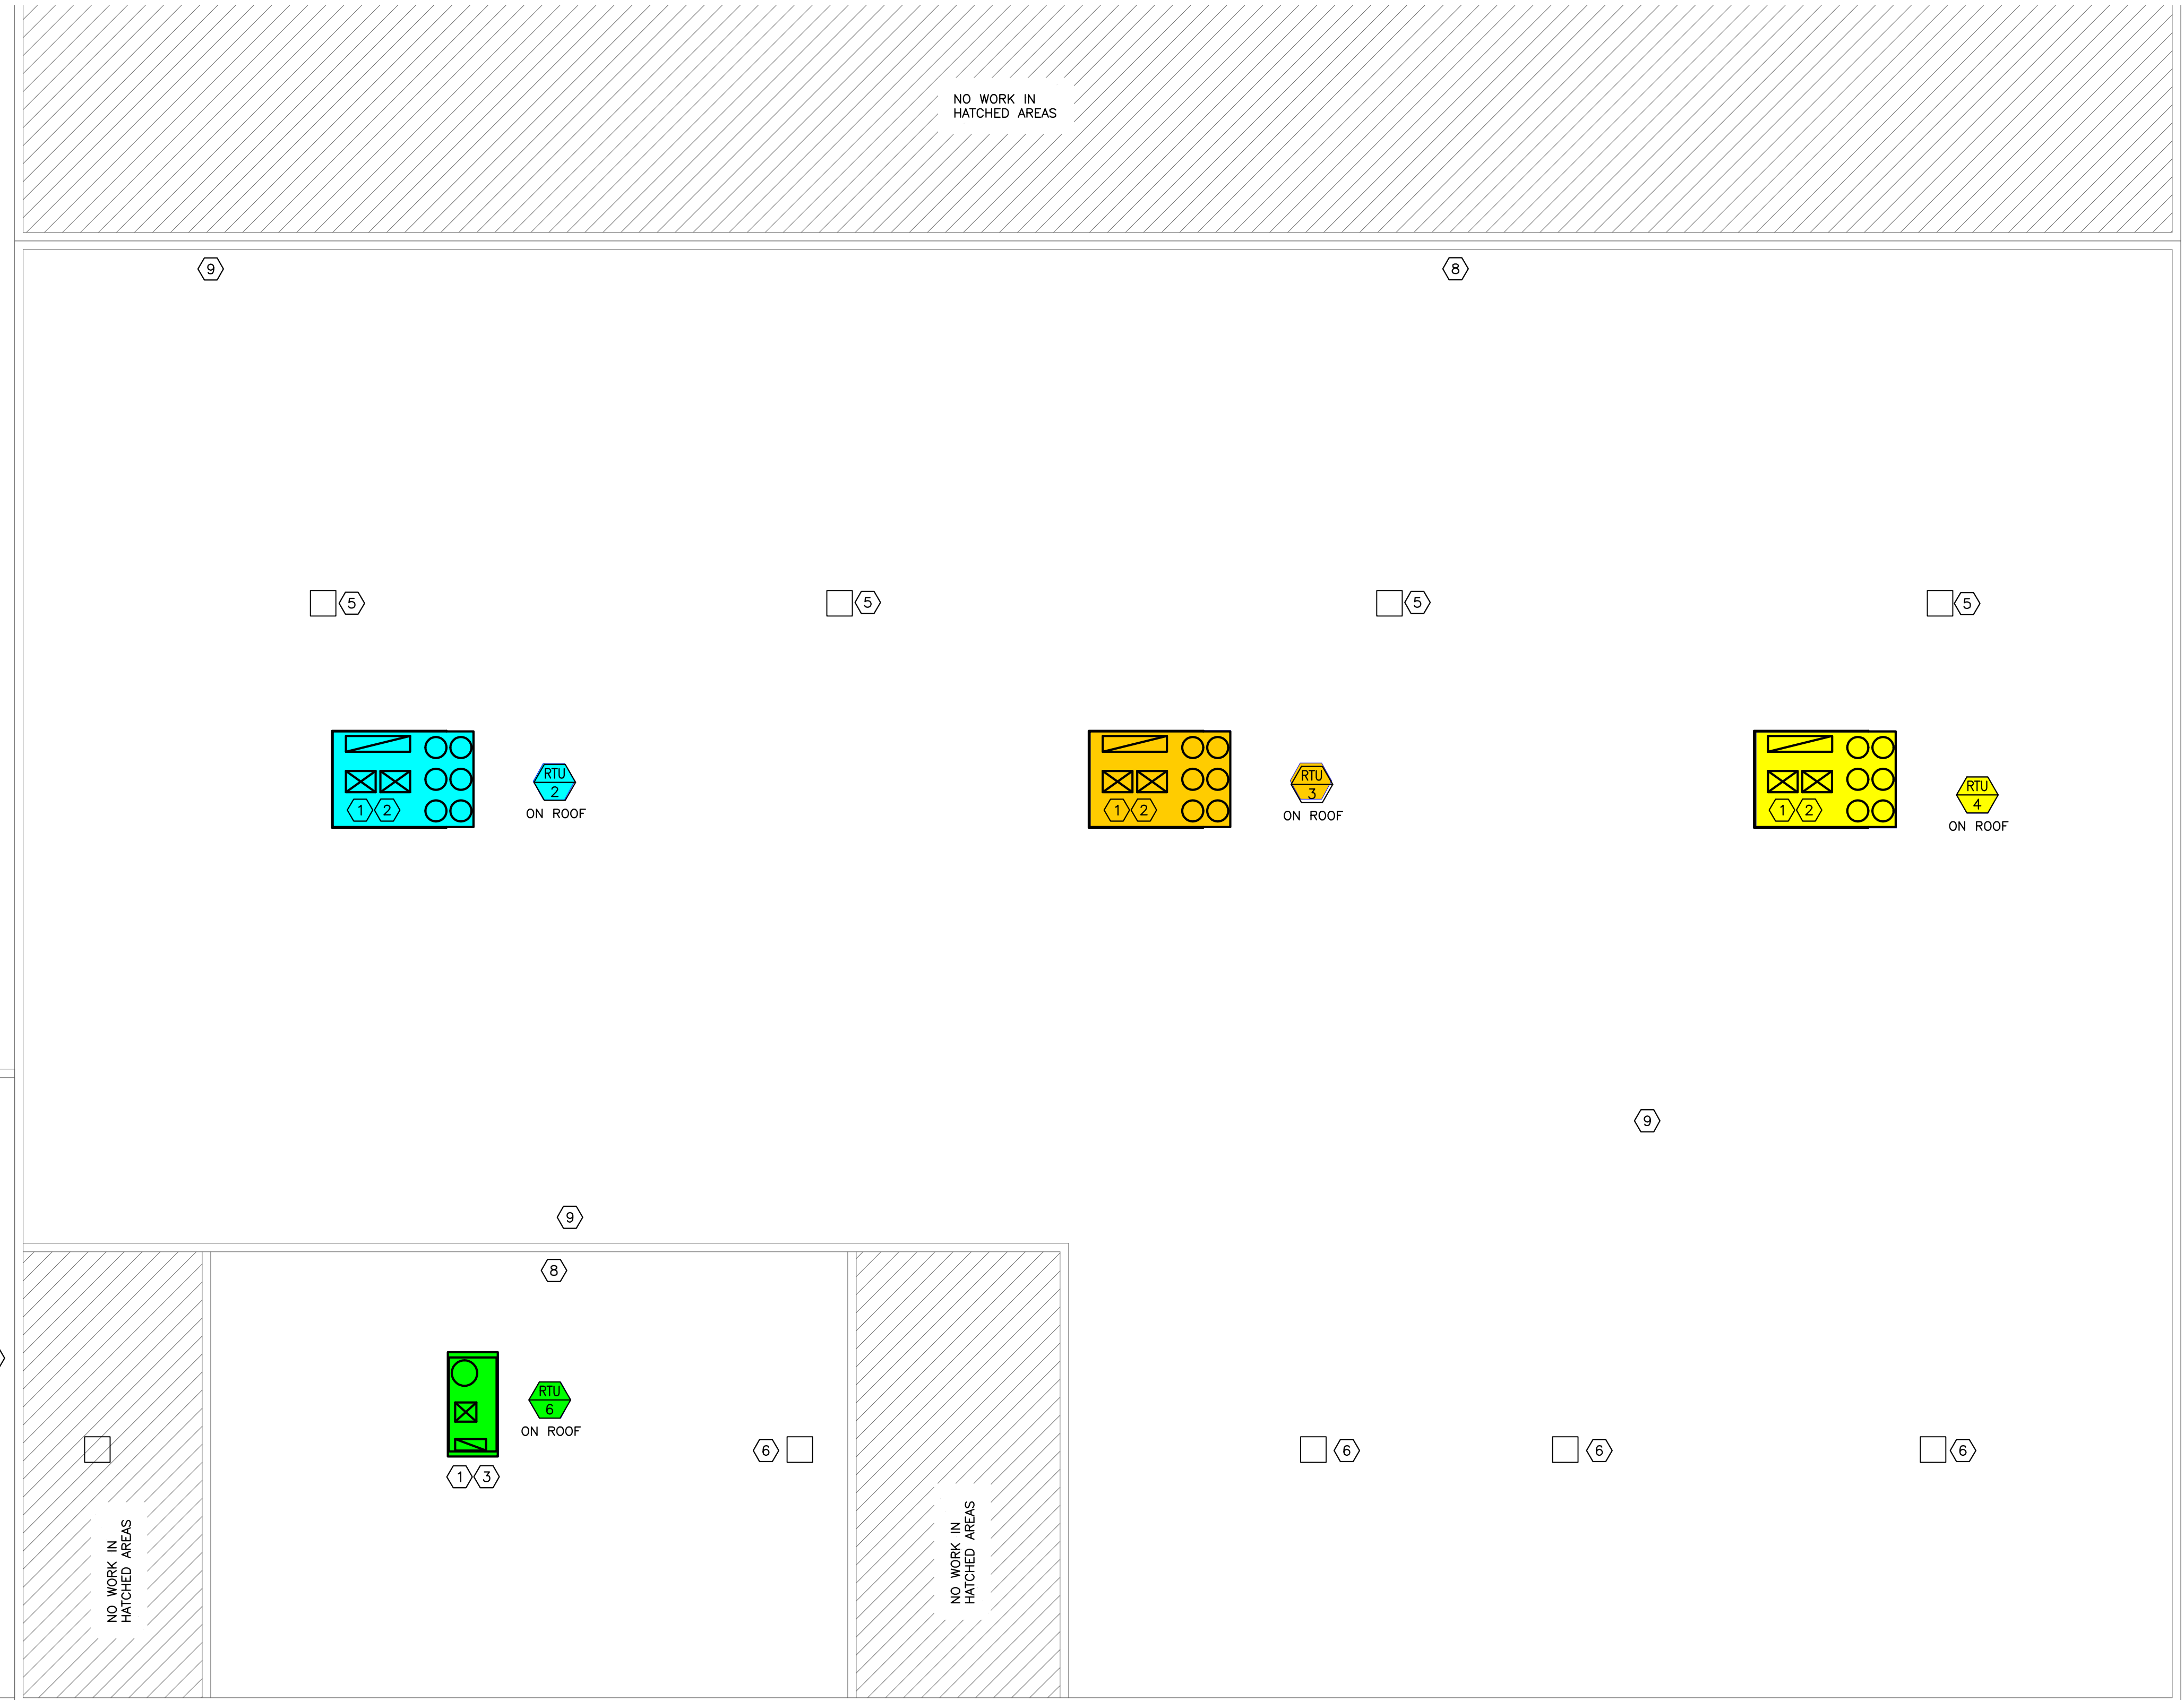 NO WORK IN
HATCHED AREAS
9
8
5
5
5
5
1 2
RTU
2
ON ROOF
1 2
RTU
3
ON ROOF
1 2
RTU
4
ON ROOF
9
9
8
RTU
6
ON ROOF
1 3
6
6
6
6
NO WORK IN
HATCHED AREAS
NO WORK IN
HATCHED AREAS